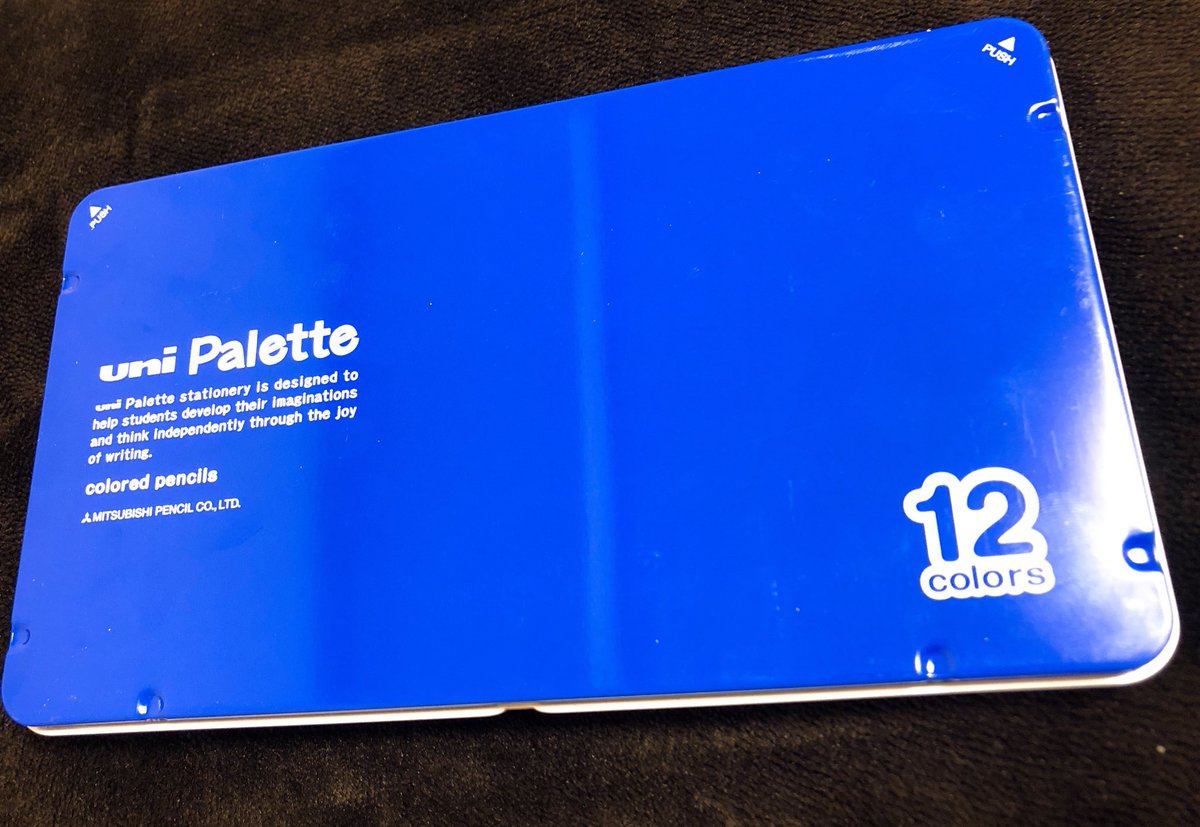 PUSH
PUSH
uni Palette
uni Palette stationery is designed to
help students develop their imaginations
and think independently through the joy
of writing.
colored pencils
MITSUBISHI PENCIL CO., LTD.
12
colors